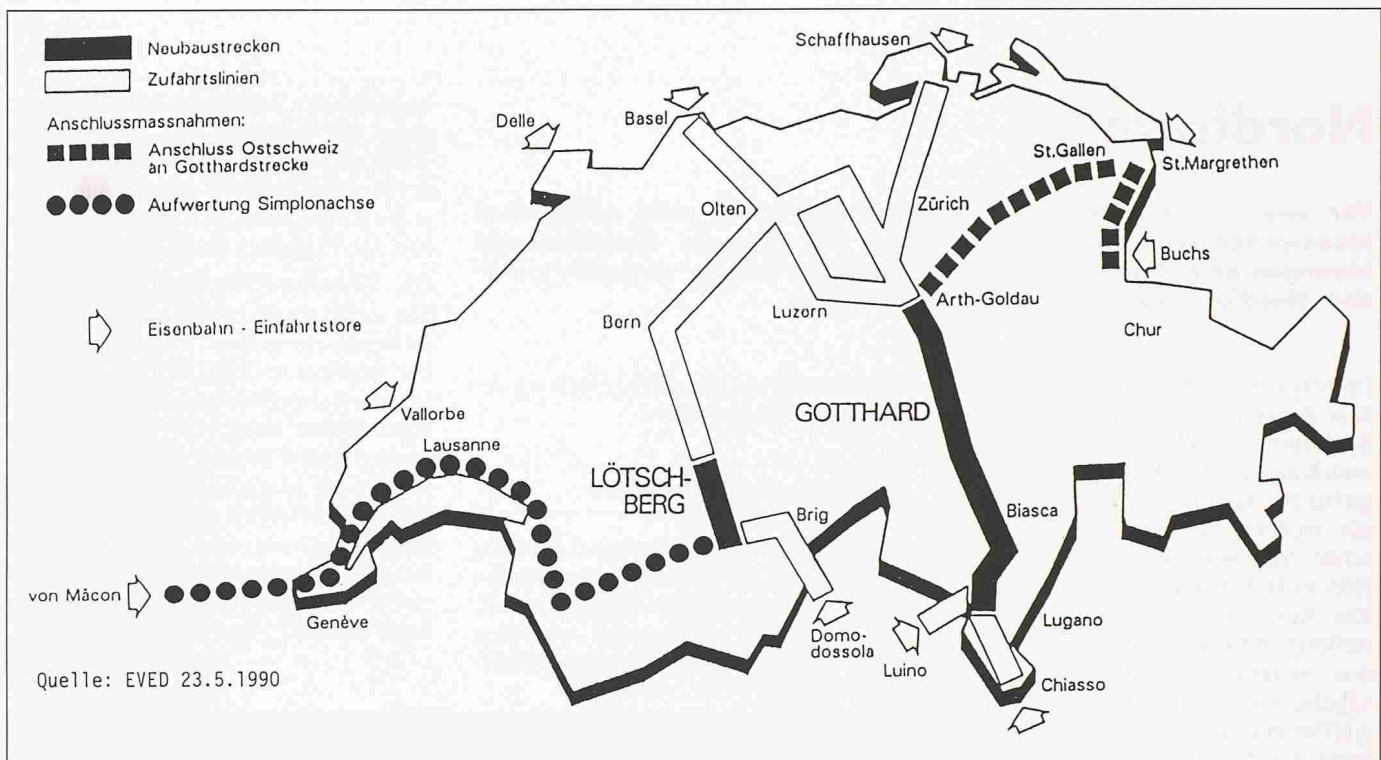 Neubaustrecken
Zufahrtslinien
Anschlussmassnahmen:
Anschluss Ostschweiz
an Gotthardstrecke
Aufwertung Simplonachse
Eisenbahn - Einfahrtstore
Schaffhausen
Delle
Basel
St.Gallen
St.Margrethen
Olten
Zürich
Buchs
Arth-Goldau
Luzern
Bern
Chur
Vallorbe
GOTTHARD
Lausanne
LÖTSCH-
BERG
Brig
Biasca
von Mâcon
Genève
Domo-
dossola
Luino
Lugano
Chiasso
Quelle: EVED 23.5.1990